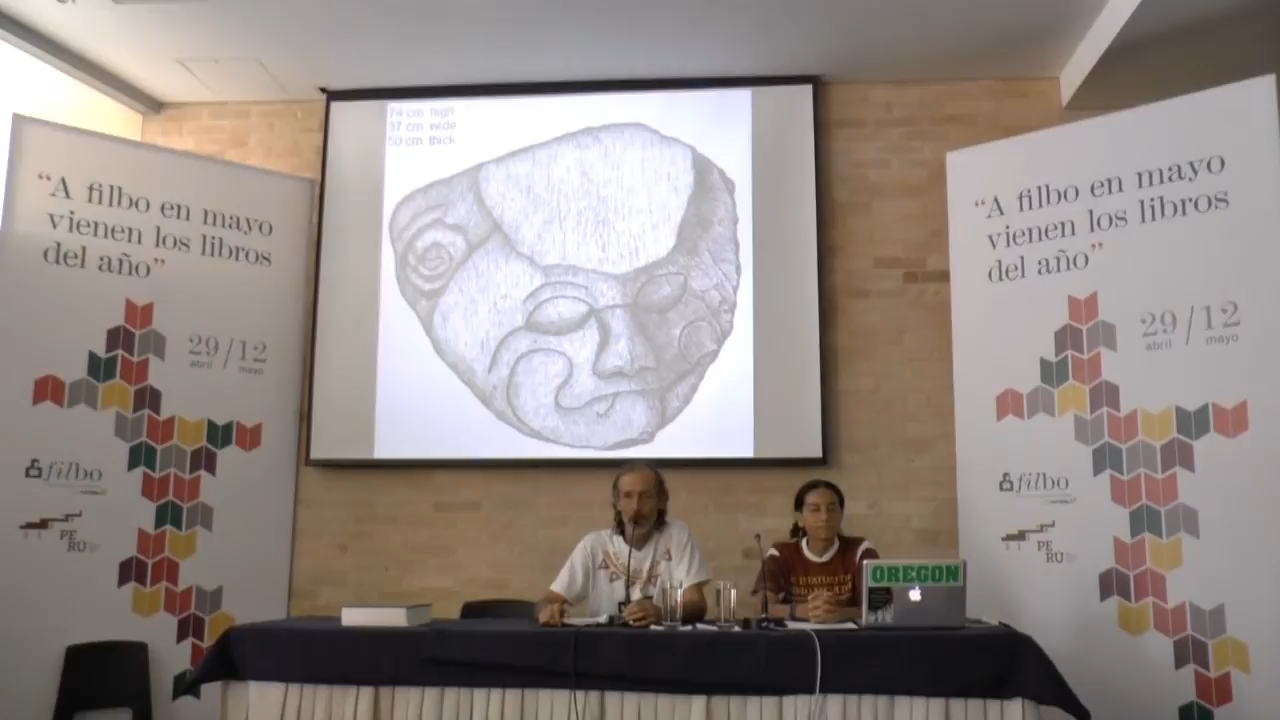 74 cm high
37 cm wide
50 cm thick
“A filbo en mayo
vienen los libros
del año”
29/12
abril mayo
filbo
PE
RÚ
“A filbo en mayo
vienen los libros
del año”
29/12
abril mayo
filbo
PE
RÚ
OREGON